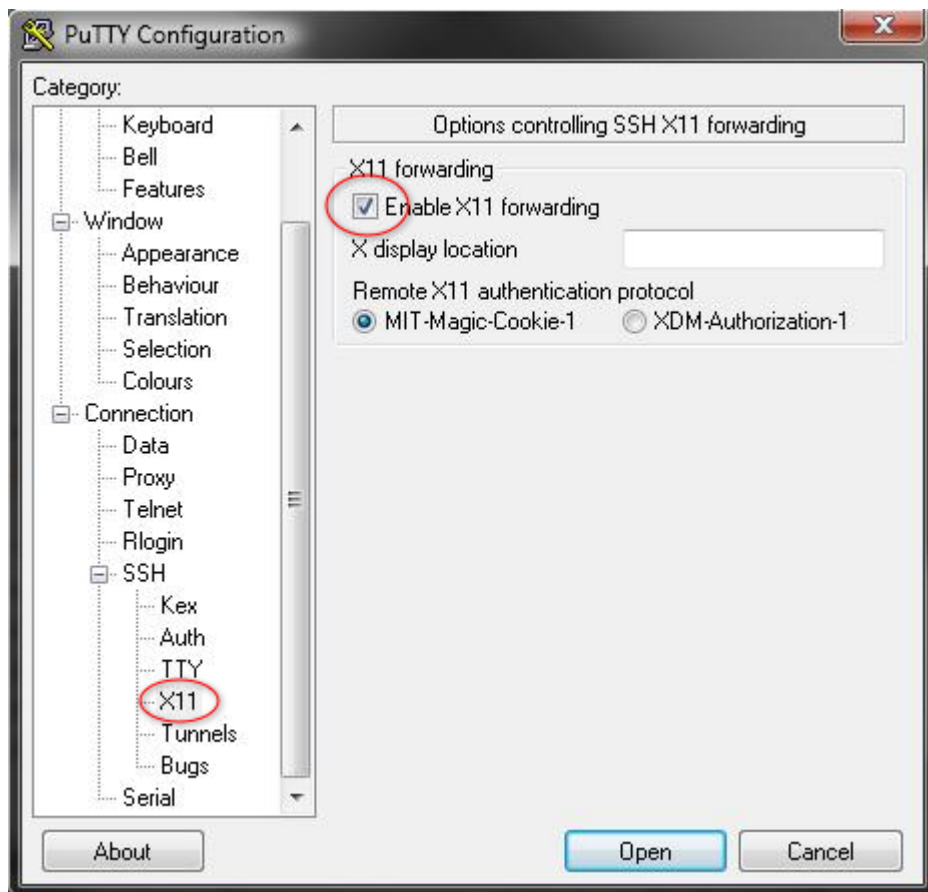 PuTTY Configuration
Category:
Keyboard
Bell
Features
Window
Appearance
Behaviour
Translation
Selection
Colours
Connection
Data
Proxy
Telnet
Rlogin
SSH
Kex
Auth
TTY
X11
Tunnels
Bugs
Serial
Options controlling SSH X11 forwarding
X11 forwarding
Enable X11 forwarding
X display location
Remote X11 authentication protocol
MIT-Magic-Cookie-1 XDM-Authorization-1
About Open Cancel